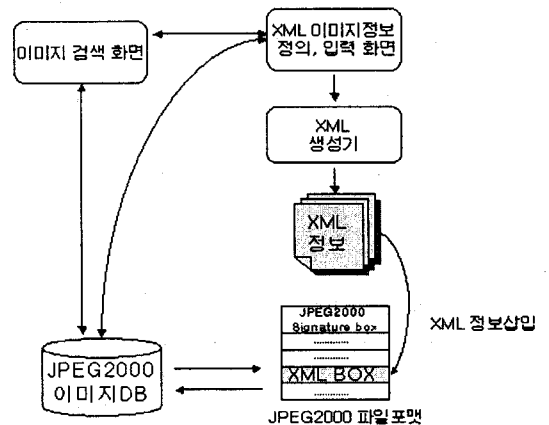 이미지 검색 화면
XML 이미지정보
정의, 입력 화면
XML
생성기
XML
정보
XML 정보삽입
JPEG2000
Signature box
XML BOX
JPEG2000 파일포맷
JPEG2000
이미지DB